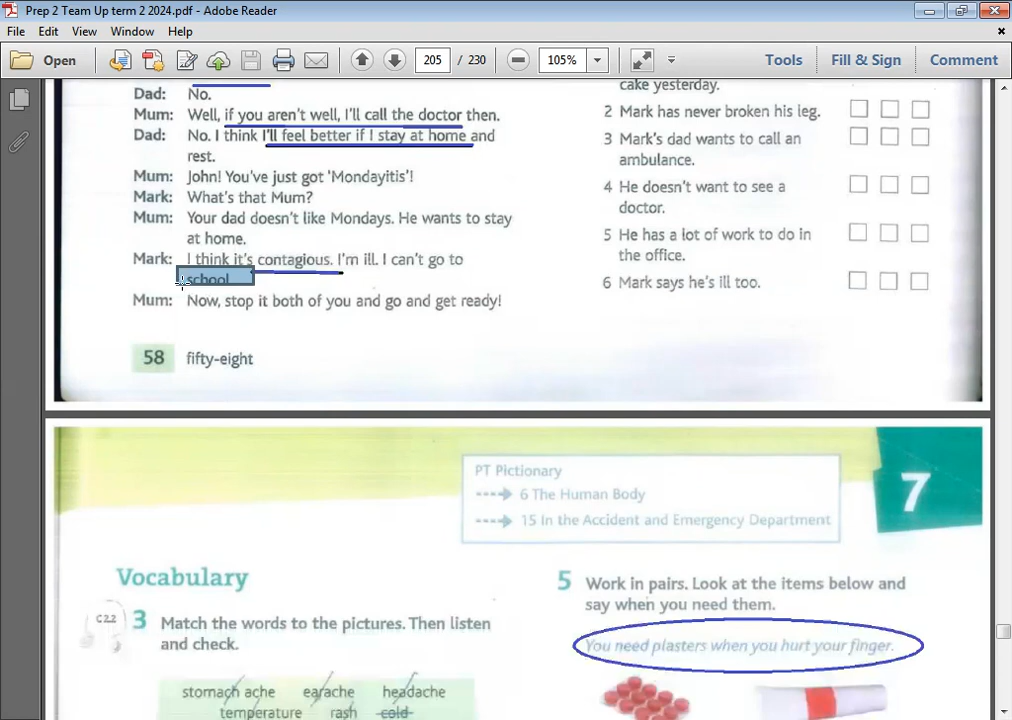 Prep 2 Team Up term 2 2024.pdf - Adobe Reader
File Edit View Window Help
Open 205 / 230 105% Tools Fill & Sign Comment
Dad: No.
Mum: Well, if you aren't well, I'll call the doctor then.
Dad: No. I think I'll feel better if I stay at home and
rest.
Mum: John! You've just got 'Mondayitis'!
Mark: What's that Mum?
Mum: Your dad doesn't like Mondays. He wants to stay
at home.
Mark: I think it's contagious. I'm ill. I can't go to
school
Mum: Now, stop it both of you and go and get ready!
58 fifty-eight
cake yesterday.
2 Mark has never broken his leg.
3 Mark's dad wants to call an
ambulance.
4 He doesn't want to see a
doctor.
5 He has a lot of work to do in
the office.
6 Mark says he's ill too.
PT Pictionary
6 The Human Body
15 In the Accident and Emergency Department
7
Vocabulary
C22
3 Match the words to the pictures. Then listen
and check.
stomach ache earache headache
temperature rash cold
5 Work in pairs. Look at the items below and
say when you need them.
You need plasters when you hurt your finger.